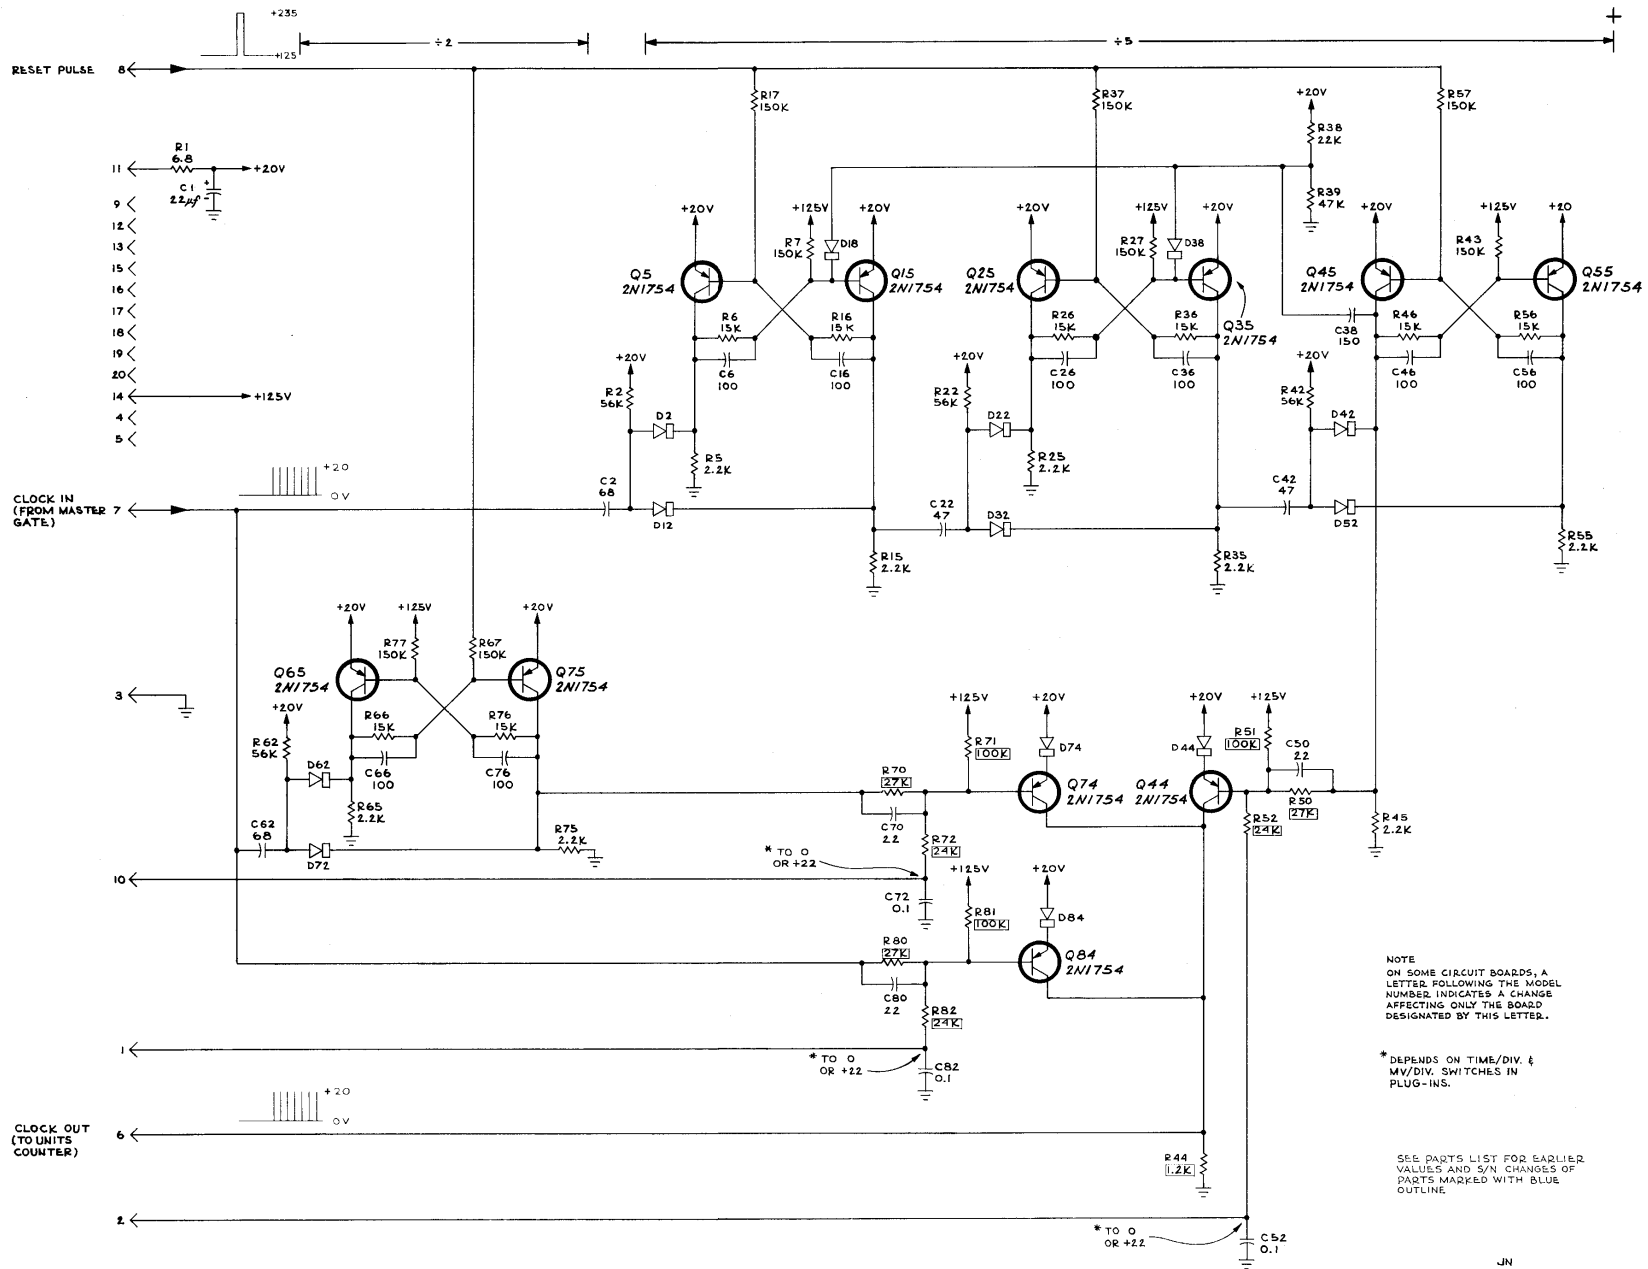 +235
+125
÷2
÷5
+
RESET PULSE 8
R17
150K
R37
150K
R57
150K
+20V
R38
22K
R39
47K
11
R1
6.8
+20V
C1
22µf
+
-
9
12
13
15
16
17
18
19
20
14
+125V
4
5
+20V
+125V
+20V
R7
150K
D18
Q5
2N1754
Q15
2N1754
R6
15K
R16
15K
C6
100
C16
100
+20V
R2
56K
D2
R5
2.2K
C2
68
D12
R15
2.2K
+20V
+125V
+20V
R27
150K
D38
Q25
2N1754
Q35
2N1754
R26
15K
R36
15K
C26
100
C36
100
+20V
R22
56K
D22
R25
2.2K
C22
47
D32
R35
2.2K
+20V
+125V
+20
R43
150K
Q45
2N1754
Q55
2N1754
C38
150
R46
15K
R56
15K
C46
100
C56
100
+20V
R42
56K
D42
C42
47
D52
R55
2.2K
+20
0V
CLOCK IN
(FROM MASTER 7
GATE)
+20V
+125V
+20V
R77
150K
R67
150K
Q65
2N1754
Q75
2N1754
3
+20V
R66
15K
R76
15K
R62
56K
D62
C66
100
C76
100
R65
2.2K
C62
68
D72
R75
2.2K
+125V
+20V
+20V
+125V
R71
100K
D74
D44
R51
100K
C50
22
R70
27K
Q74
2N1754
Q44
2N1754
R50
27K
R52
24K
R45
2.2K
C70
22
R72
24K
* TO 0
OR +22
10
C72
0.1
+125V
+20V
R81
100K
D84
R80
27K
Q84
2N1754
C80
22
R82
24K
1
* TO 0
OR +22
C82
0.1
NOTE
ON SOME CIRCUIT BOARDS, A
LETTER FOLLOWING THE MODEL
NUMBER INDICATES A CHANGE
AFFECTING ONLY THE BOARD
DESIGNATED BY THIS LETTER.
* DEPENDS ON TIME/DIV. &
MV/DIV. SWITCHES IN
PLUG-INS.
+20
0V
CLOCK OUT
(TO UNITS 6
COUNTER)
R44
1.2K
SEE PARTS LIST FOR EARLIER
VALUES AND S/N CHANGES OF
PARTS MARKED WITH BLUE
OUTLINE
2
* TO 0
OR +22
C52
0.1
JN